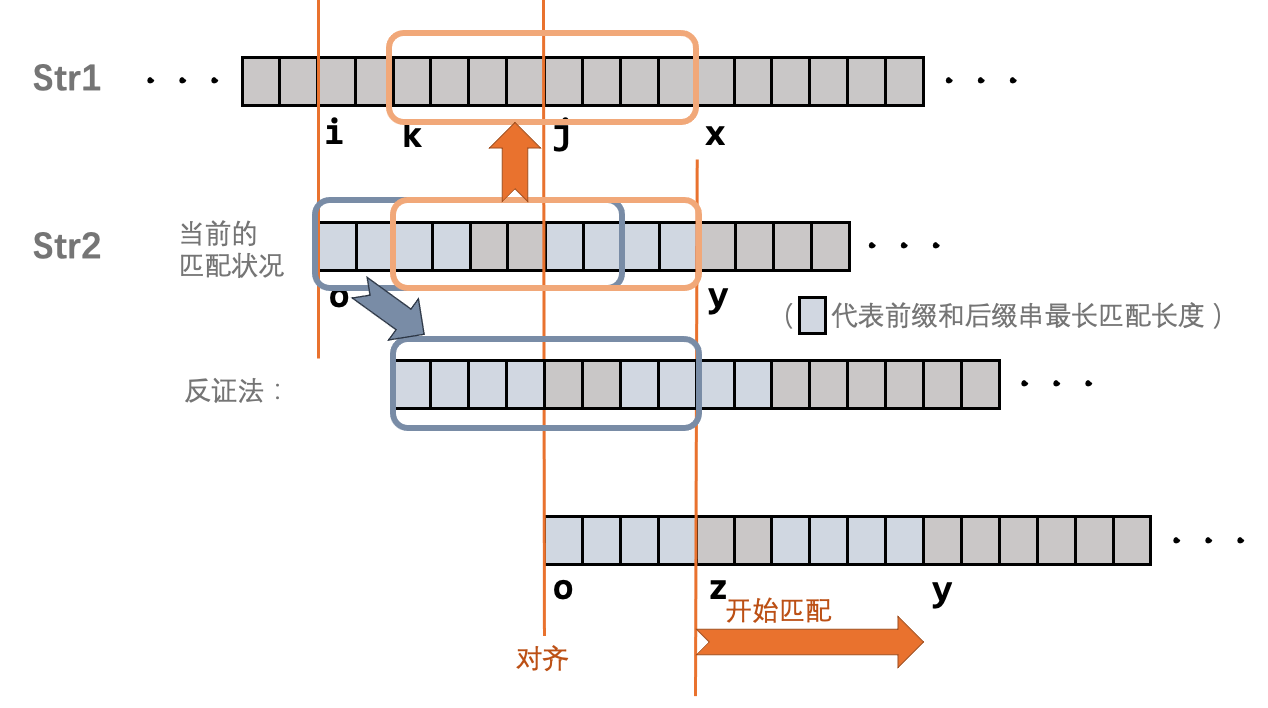 Str1 · · · · · ·
i k j x
当前的
Str2 匹配状况 · · ·
o y
（ 代表前缀和后缀串最长匹配长度 ）
反证法： · · ·
· · ·
o z y
开始匹配
对齐